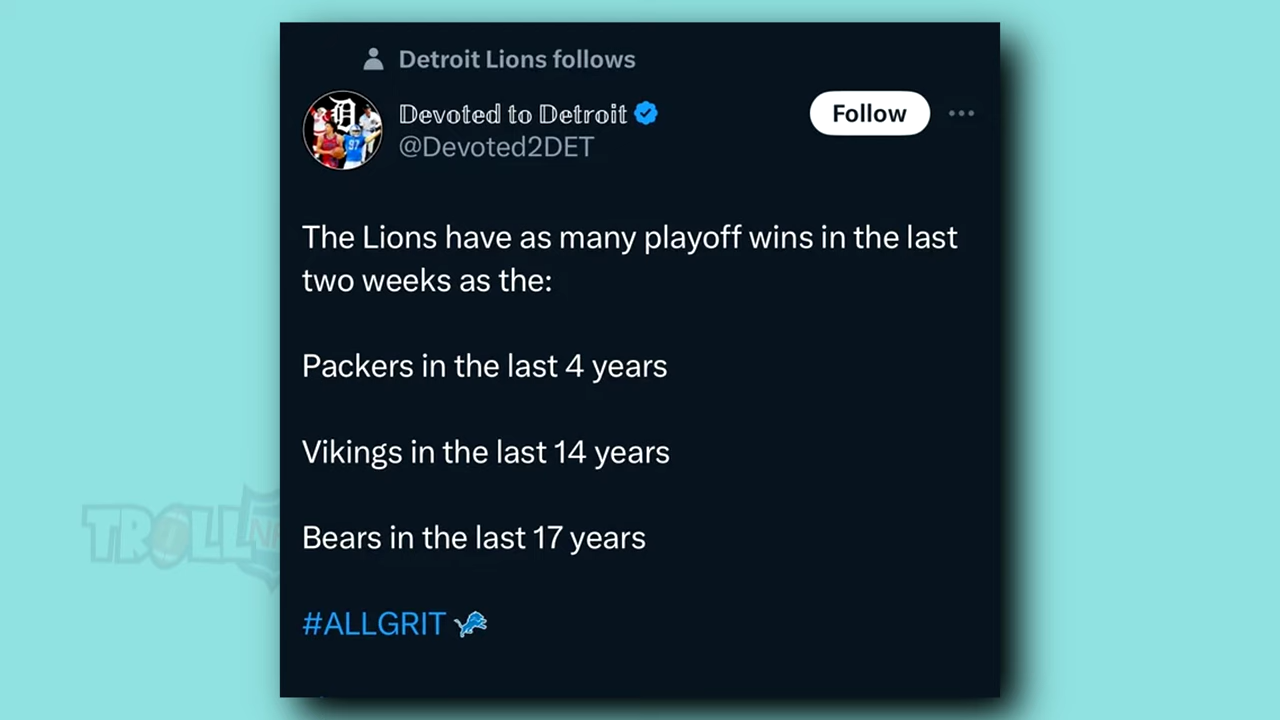 Detroit Lions follows
Devoted to Detroit
Follow
@Devoted2DET
The Lions have as many playoff wins in the last
two weeks as the:
Packers in the last 4 years
Vikings in the last 14 years
Bears in the last 17 years
#ALLGRIT
TROLL